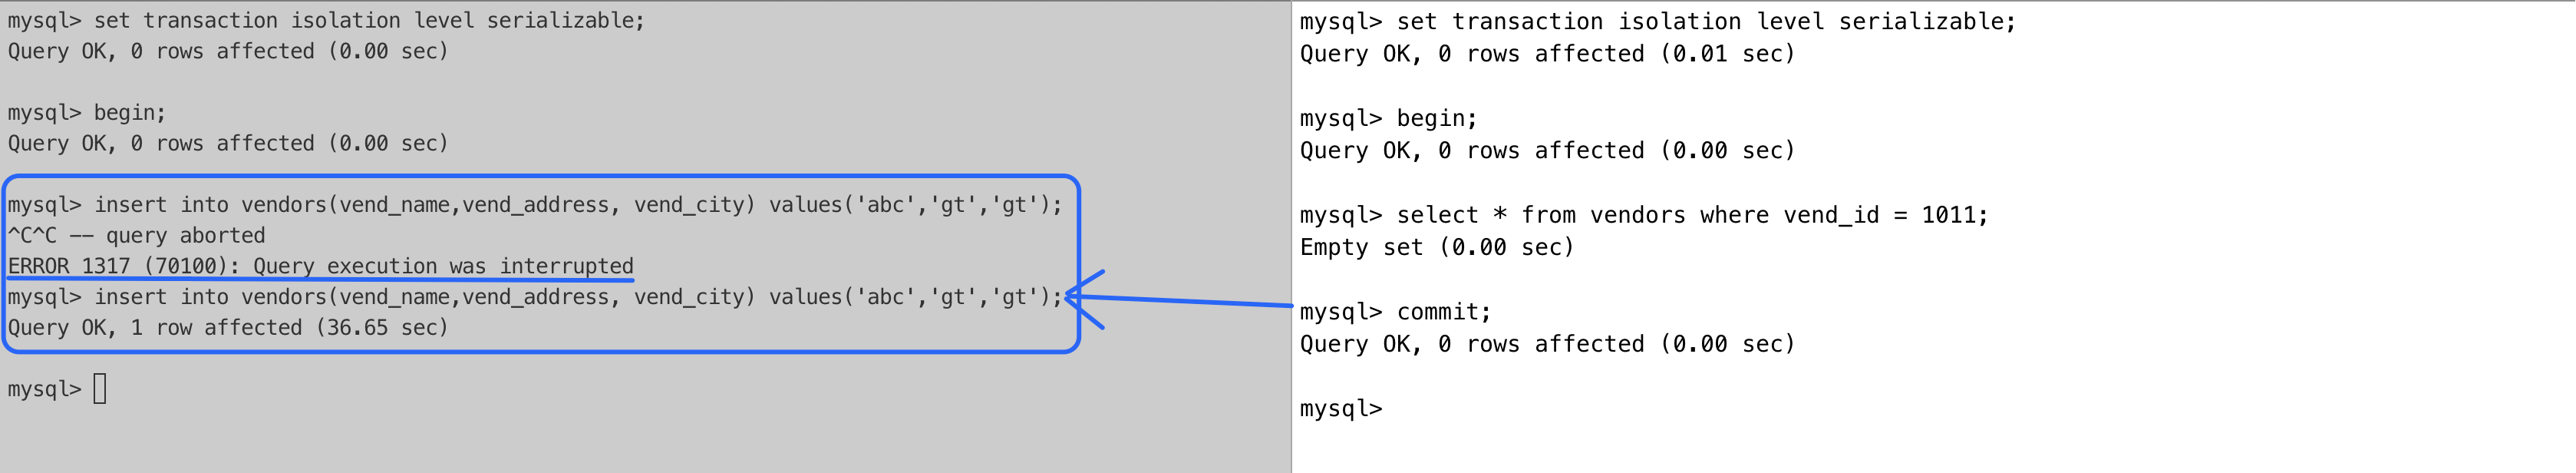 mysql> set transaction isolation level serializable;
Query OK, 0 rows affected (0.00 sec)
mysql> begin;
Query OK, 0 rows affected (0.00 sec)
mysql> insert into vendors(vend_name,vend_address, vend_city) values('abc','gt','gt');
^C^C -- query aborted
ERROR 1317 (70100): Query execution was interrupted
mysql> insert into vendors(vend_name,vend_address, vend_city) values('abc','gt','gt');
Query OK, 1 row affected (36.65 sec)
mysql>
mysql> set transaction isolation level serializable;
Query OK, 0 rows affected (0.01 sec)
mysql> begin;
Query OK, 0 rows affected (0.00 sec)
mysql> select * from vendors where vend_id = 1011;
Empty set (0.00 sec)
mysql> commit;
Query OK, 0 rows affected (0.00 sec)
mysql>